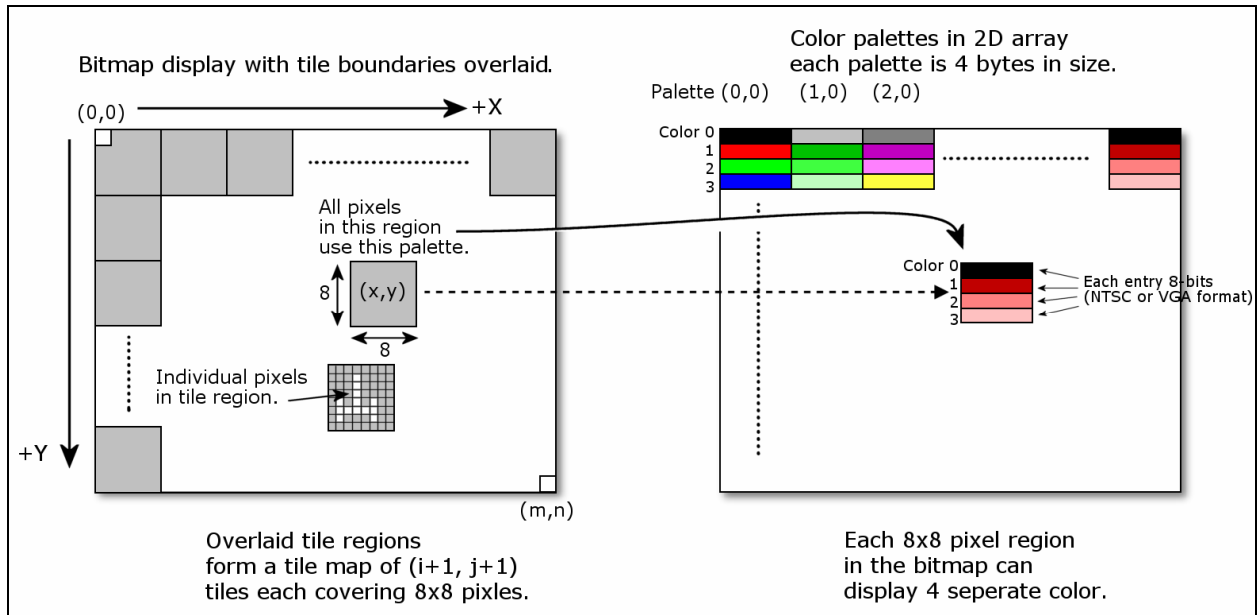 Bitmap display with tile boundaries overlaid.
(0,0)
+X
All pixels
in this region
use this palette.
8
(x,y)
8
Individual pixels
in tile region.
+Y
(m,n)
Overlaid tile regions
form a tile map of (i+1, j+1)
tiles each covering 8x8 pixles.
Color palettes in 2D array
each palette is 4 bytes in size.
Palette (0,0) (1,0) (2,0)
Color 0
1
2
3
Color 0
1
2
3
Each entry 8-bits
(NTSC or VGA format)
Each 8x8 pixel region
in the bitmap can
display 4 seperate color.